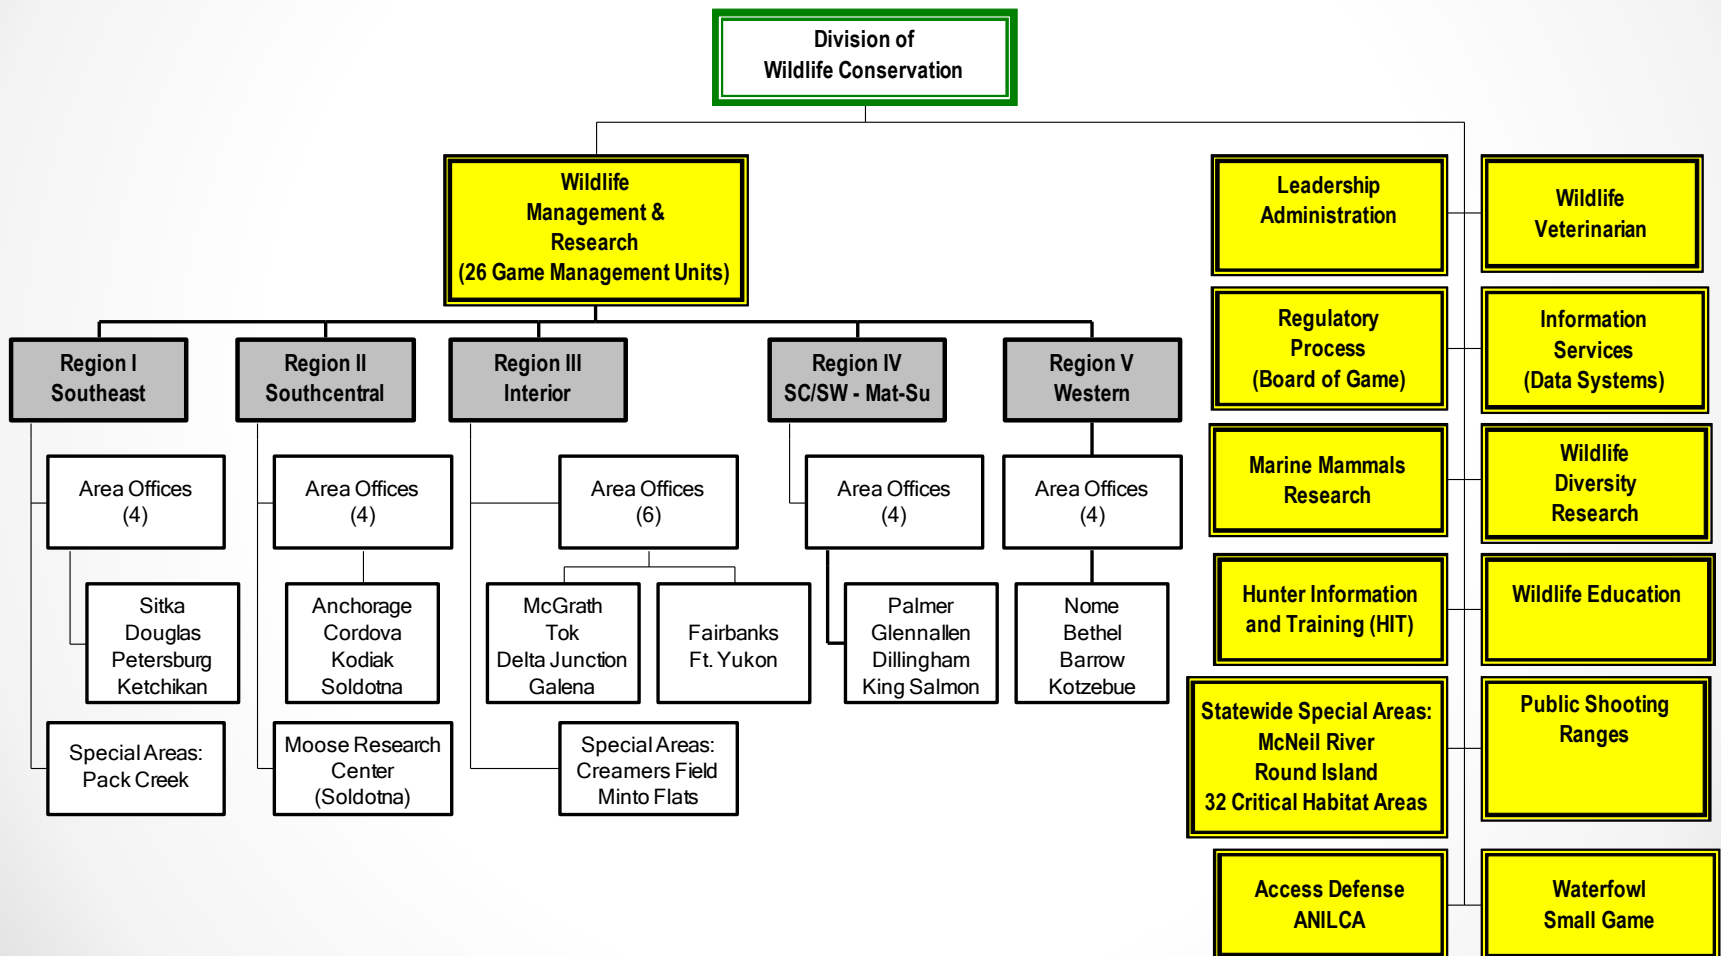 Division of
Wildlife Conservation
Wildlife
Management &
Research
(26 Game Management Units)
Region I
Southeast
Region II
Southcentral
Region III
Interior
Region IV
SC/SW - Mat-Su
Region V
Western
Area Offices
(4)
Area Offices
(4)
Area Offices
(6)
Area Offices
(4)
Area Offices
(4)
Sitka
Douglas
Petersburg
Ketchikan
Anchorage
Cordova
Kodiak
Soldotna
McGrath
Tok
Delta Junction
Galena
Fairbanks
Ft. Yukon
Palmer
Glennallen
Dillingham
King Salmon
Nome
Bethel
Barrow
Kotzebue
Special Areas:
Pack Creek
Moose Research
Center
(Soldotna)
Special Areas:
Creamers Field
Minto Flats
Leadership
Administration
Wildlife
Veterinarian
Regulatory
Process
(Board of Game)
Information
Services
(Data Systems)
Marine Mammals
Research
Wildlife
Diversity
Research
Hunter Information
and Training (HIT)
Wildlife Education
Statewide Special Areas:
McNeil River
Round Island
32 Critical Habitat Areas
Public Shooting
Ranges
Access Defense
ANILCA
Waterfowl
Small Game